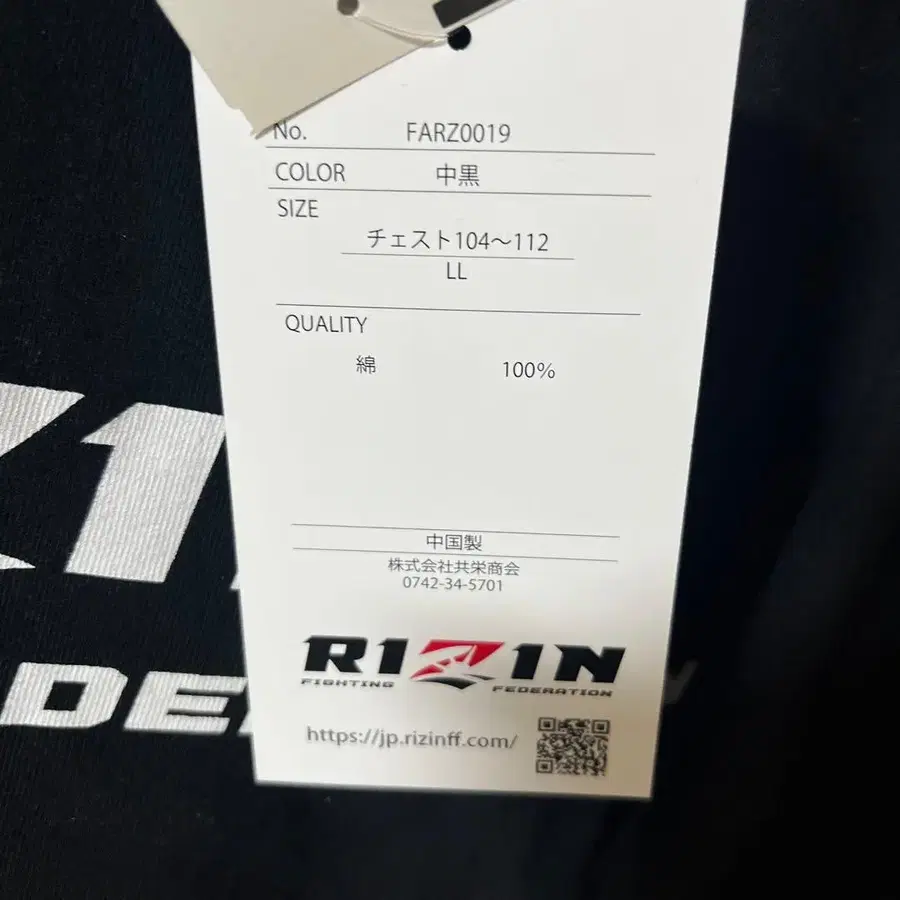 No. FARZ0019
COLOR 中黒
SIZE
チェスト104～112
LL
QUALITY
綿 100%
中国製
株式会社共栄商会
0742-34-5701
RIZIN
FIGHTING FEDERATION
https://jp.rizinff.com/